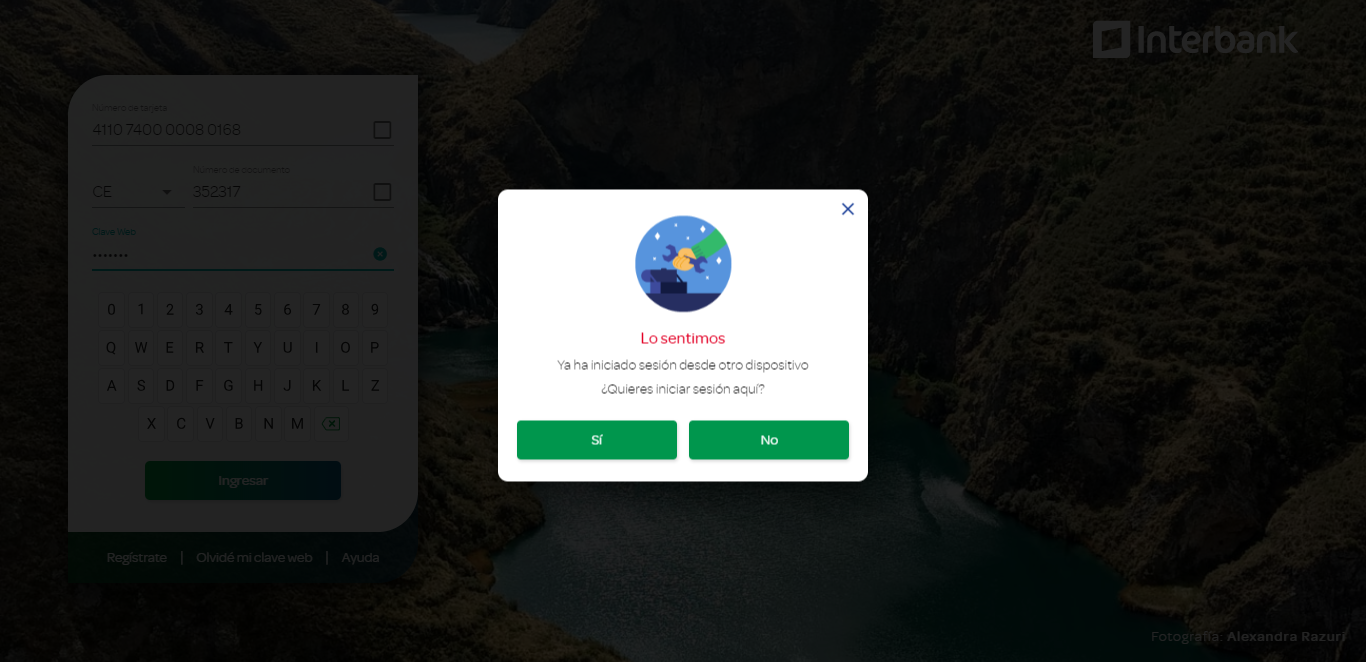 Interbank
Número de tarjeta
4110 7400 0008 0168
Número de documento
CE 352317
Clave Web
•••••••
0 1 2 3 4 5 6 7 8 9
Q W E R T Y U I O P
A S D F G H J K L Z
X C V B N M
Ingresar
Regístrate | Olvidé mi clave web | Ayuda
Lo sentimos
Ya ha iniciado sesión desde otro dispositivo
¿Quieres iniciar sesión aquí?
Sí No
Fotografía: Alexandra Razuri